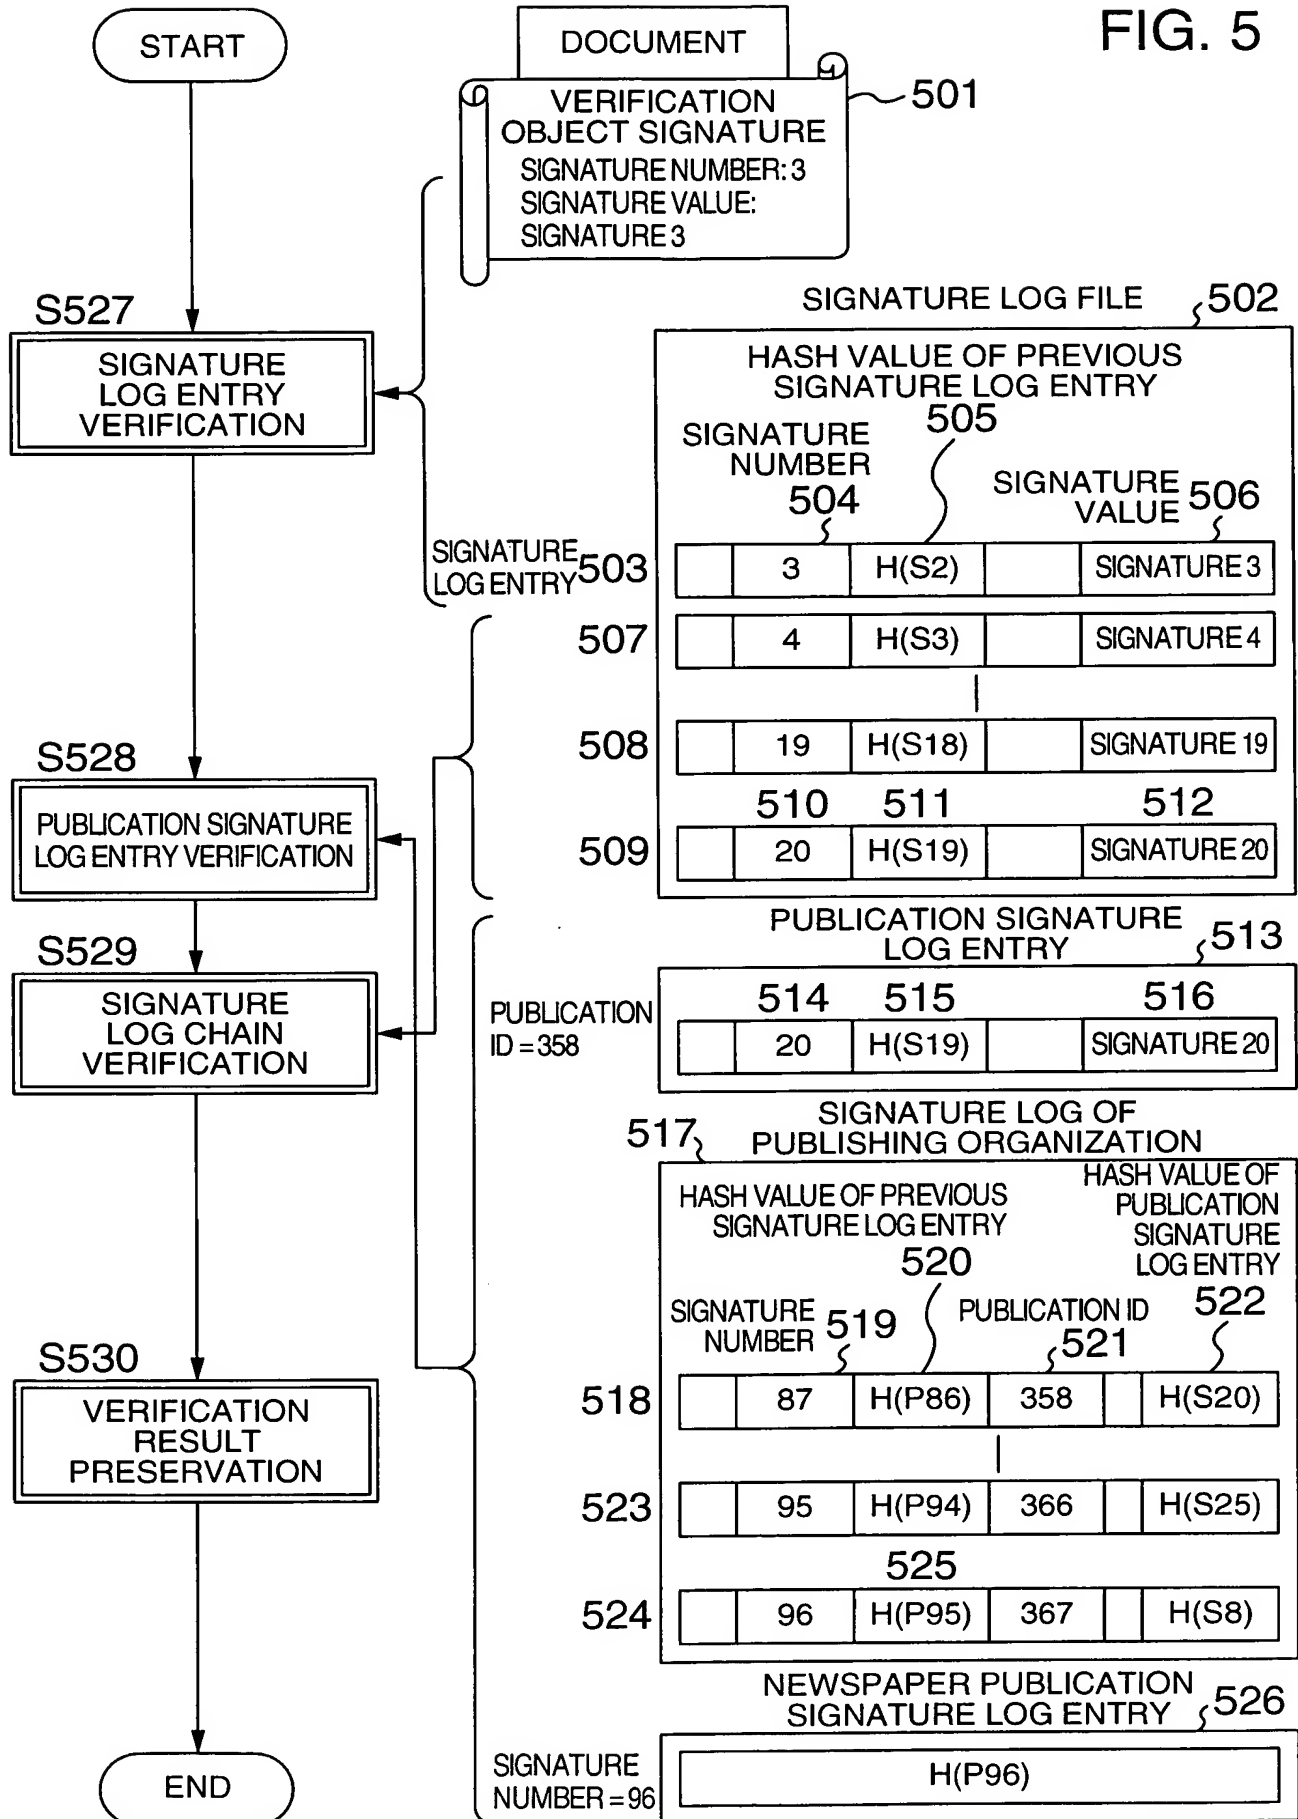 FIG. 5
START
DOCUMENT
VERIFICATION
OBJECT SIGNATURE
SIGNATURE NUMBER: 3
SIGNATURE VALUE:
SIGNATURE 3
501
S527
SIGNATURE
LOG ENTRY
VERIFICATION
SIGNATURE LOG FILE
502
HASH VALUE OF PREVIOUS
SIGNATURE LOG ENTRY
505
SIGNATURE
NUMBER
504
SIGNATURE
VALUE
506
SIGNATURE
LOG ENTRY
503
3 H(S2) SIGNATURE 3
507
4 H(S3) SIGNATURE 4
508
19 H(S18) SIGNATURE 19
510 511 512
509
20 H(S19) SIGNATURE 20
S528
PUBLICATION SIGNATURE
LOG ENTRY VERIFICATION
S529
SIGNATURE
LOG CHAIN
VERIFICATION
PUBLICATION SIGNATURE
LOG ENTRY
513
PUBLICATION
ID = 358
514 515 516
20 H(S19) SIGNATURE 20
SIGNATURE LOG OF
PUBLISHING ORGANIZATION
517
HASH VALUE OF PREVIOUS
SIGNATURE LOG ENTRY
520
HASH VALUE OF
PUBLICATION
SIGNATURE
LOG ENTRY
522
SIGNATURE
NUMBER
519
PUBLICATION ID
521
518
87 H(P86) 358 H(S20)
523
95 H(P94) 366 H(S25)
525
524
96 H(P95) 367 H(S8)
S530
VERIFICATION
RESULT
PRESERVATION
NEWSPAPER PUBLICATION
SIGNATURE LOG ENTRY
526
SIGNATURE
NUMBER = 96
H(P96)
END